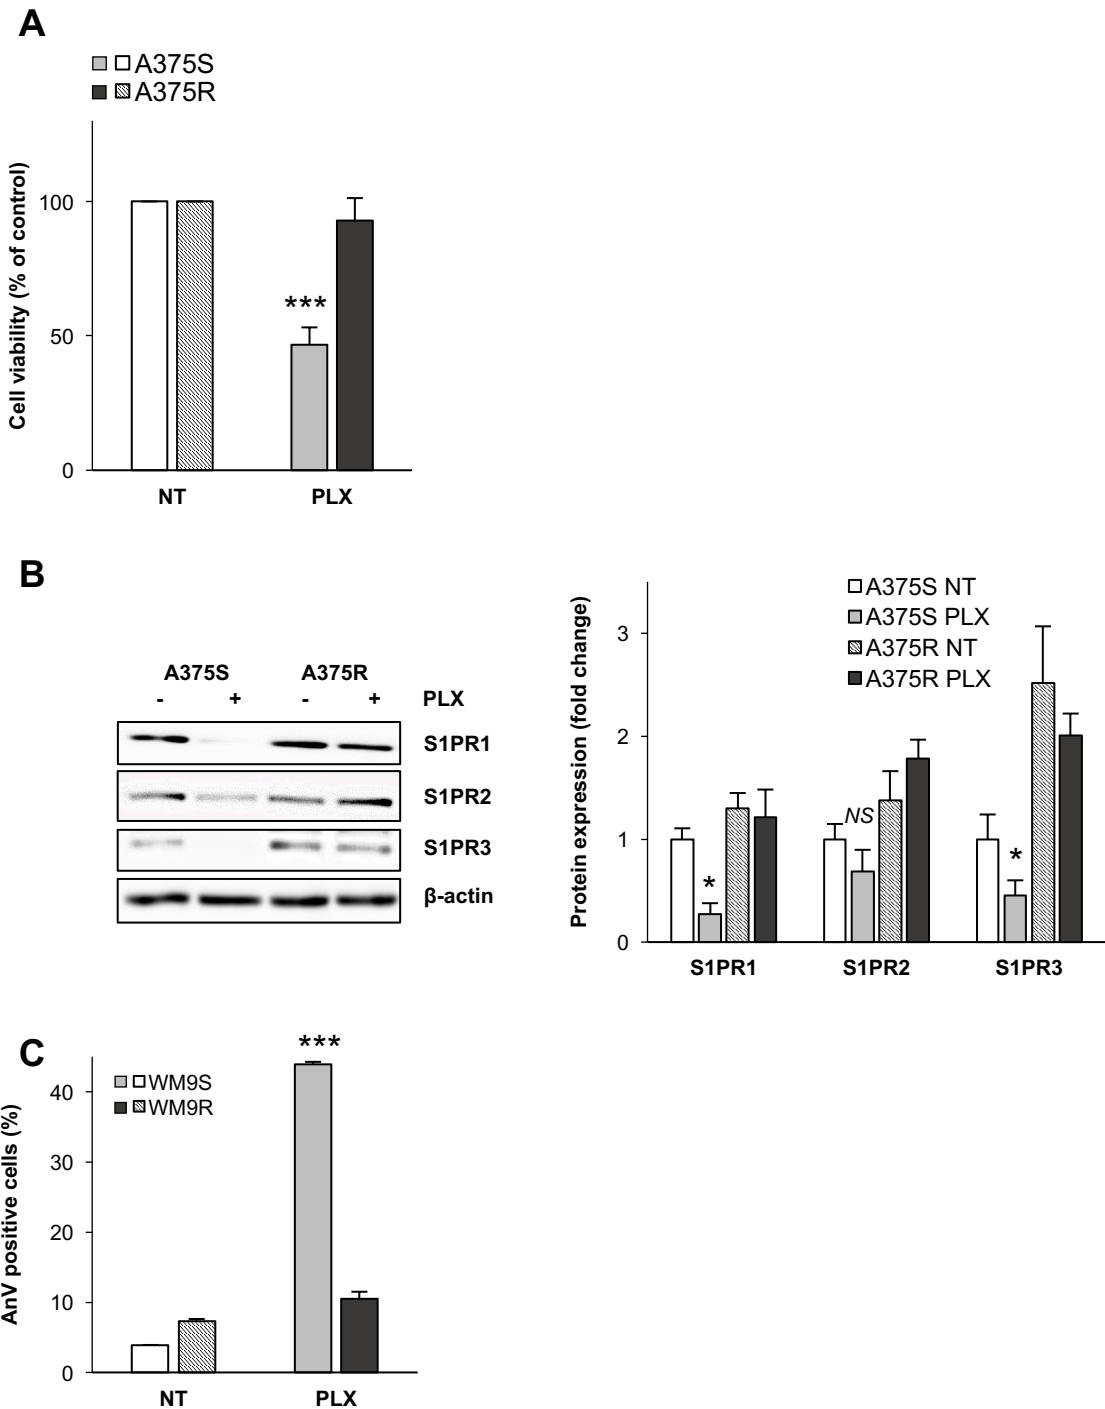 A
A375S
A375R
Cell viability (% of control)
100
50
0
***
NT
PLX
B
A375S
A375R
-
+
-
+
PLX
S1PR1
S1PR2
S1PR3
β-actin
Protein expression (fold change)
A375S NT
A375S PLX
A375R NT
A375R PLX
3
2
1
0
*
NS
*
S1PR1
S1PR2
S1PR3
C
***
WM9S
WM9R
AnV positive cells (%)
40
30
20
10
0
NT
PLX